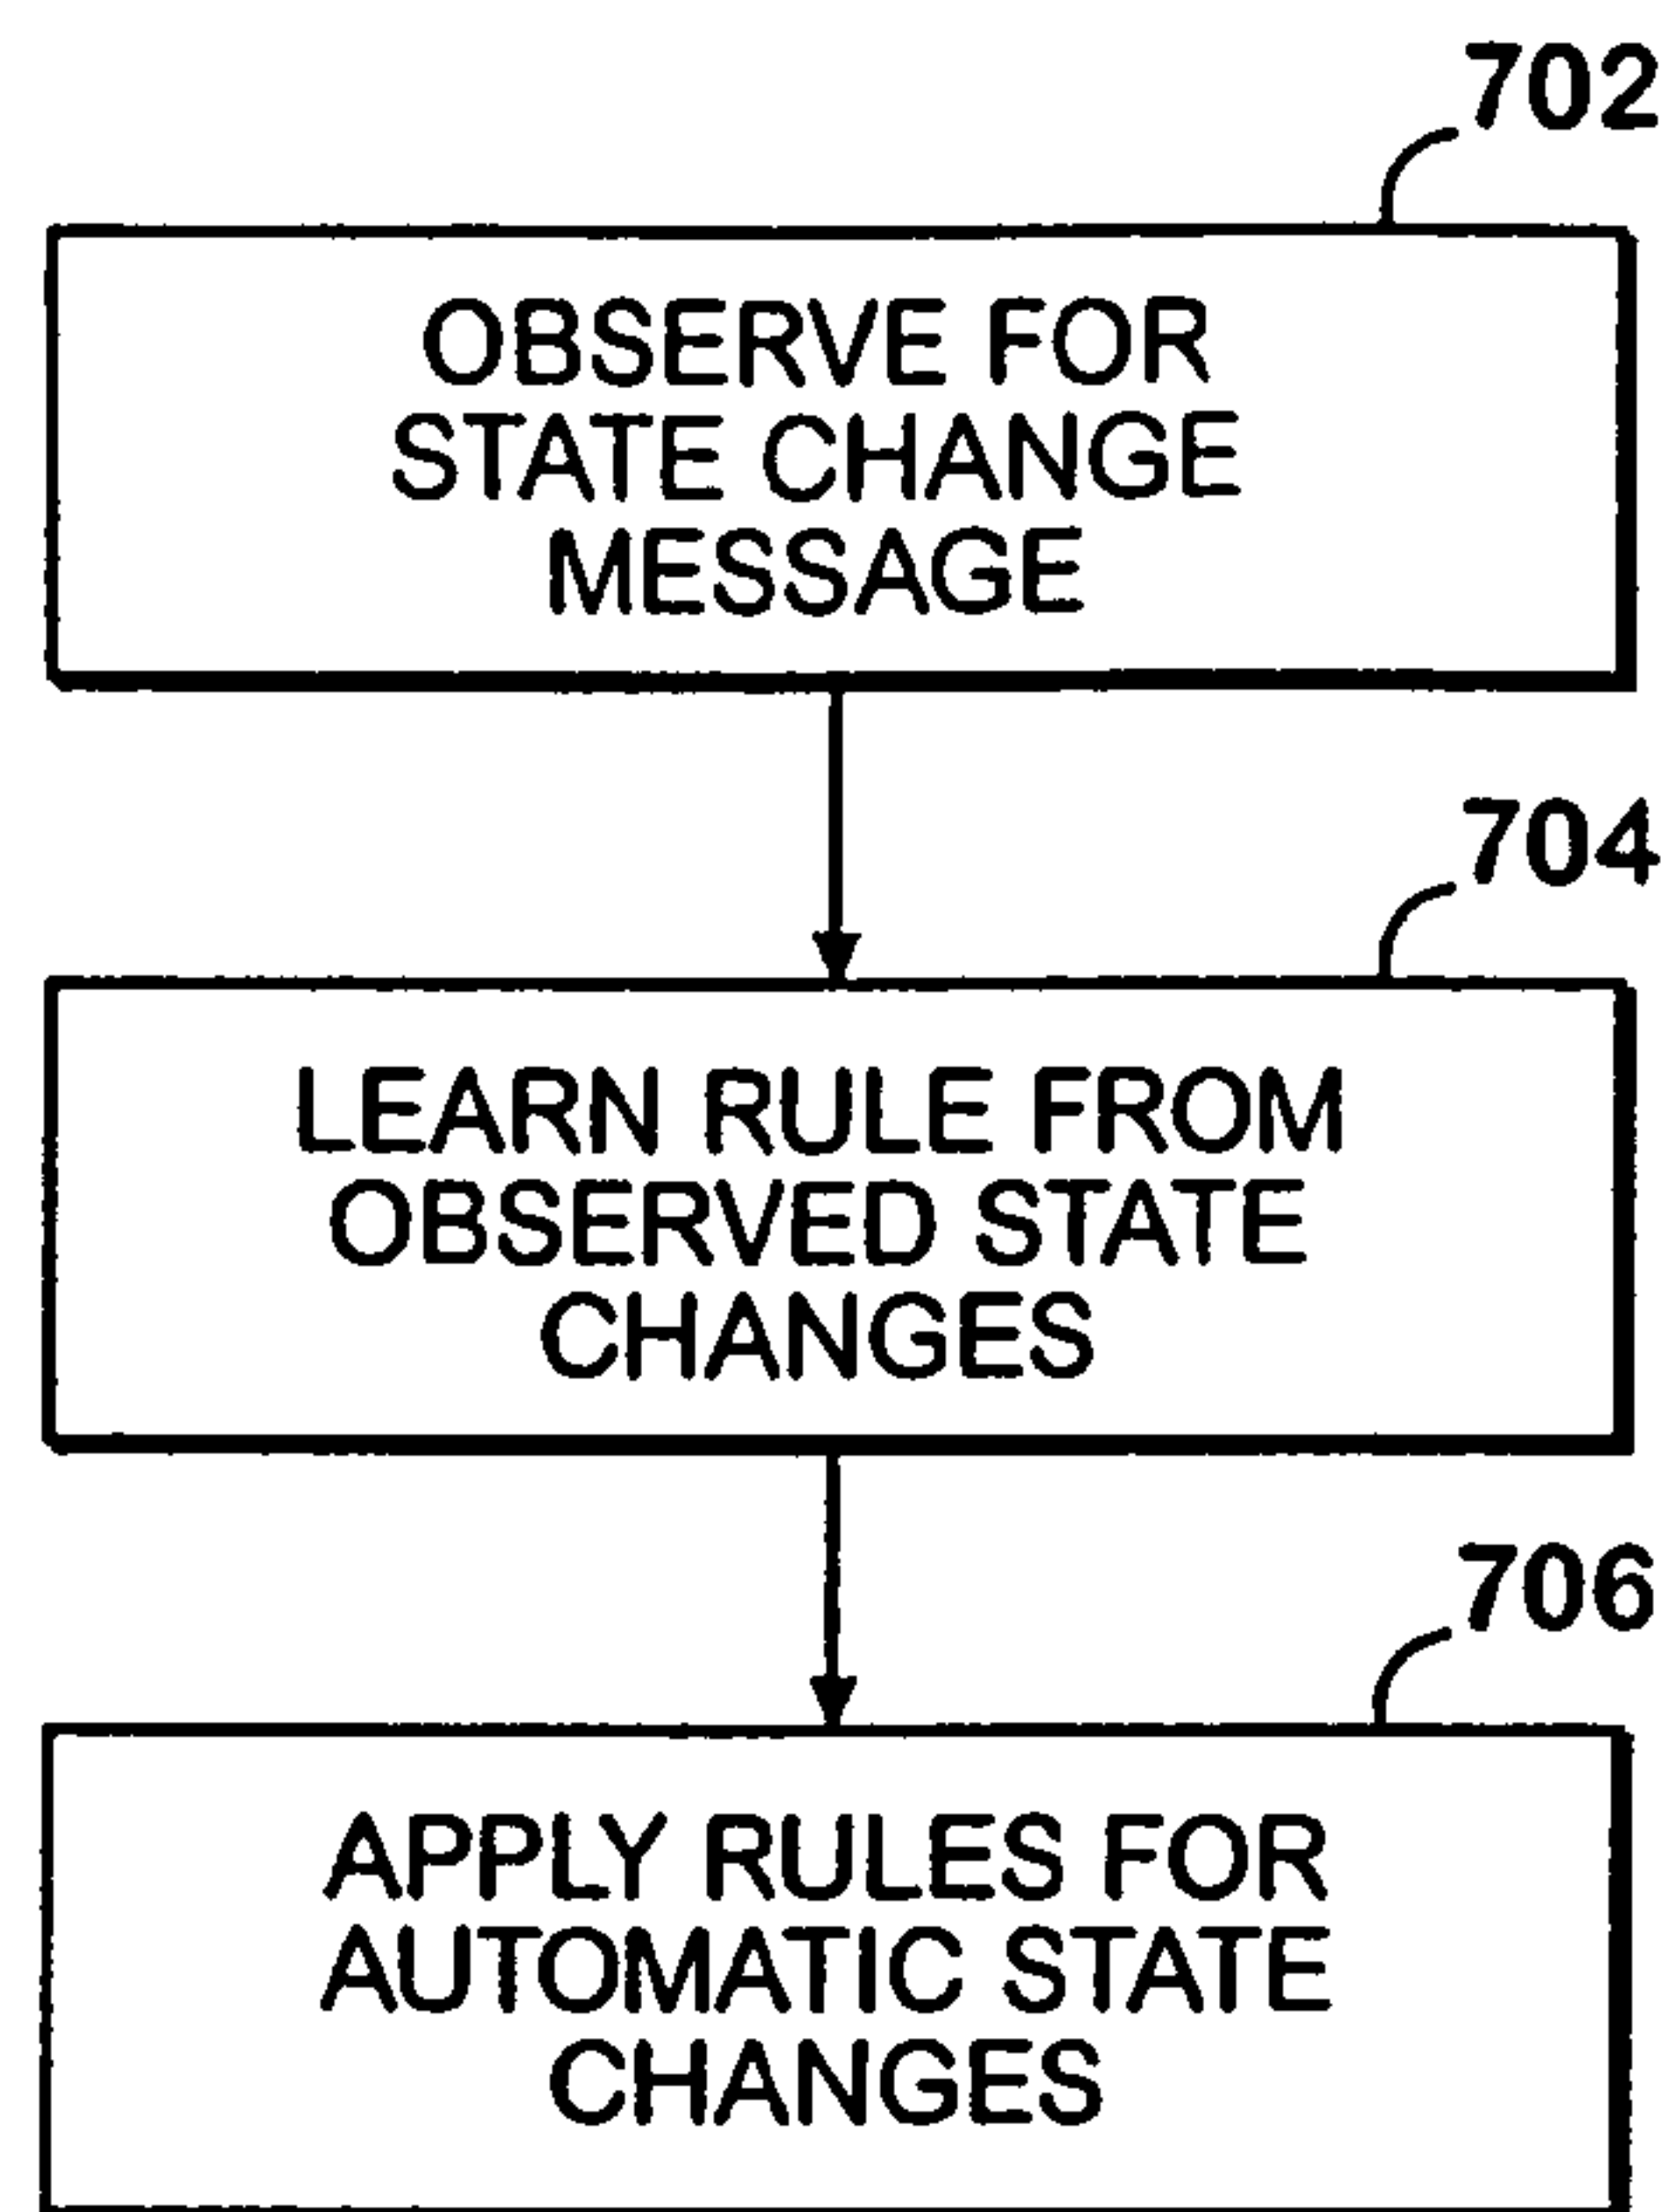 702
OBSERVE FOR
STATE CHANGE
MESSAGE
704
LEARN RULE FROM
OBSERVED STATE
CHANGES
706
APPLY RULES FOR
AUTOMATIC STATE
CHANGES